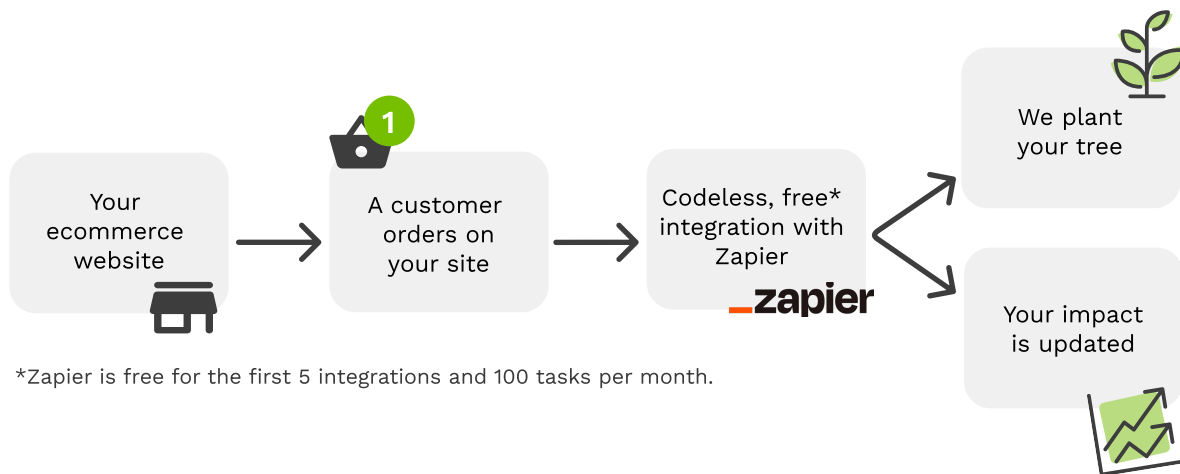 Your
ecommerce
website
1
A customer
orders on
your site
Codeless, free*
integration with
Zapier
_zapier
We plant
your tree
Your impact
is updated
*Zapier is free for the first 5 integrations and 100 tasks per month.